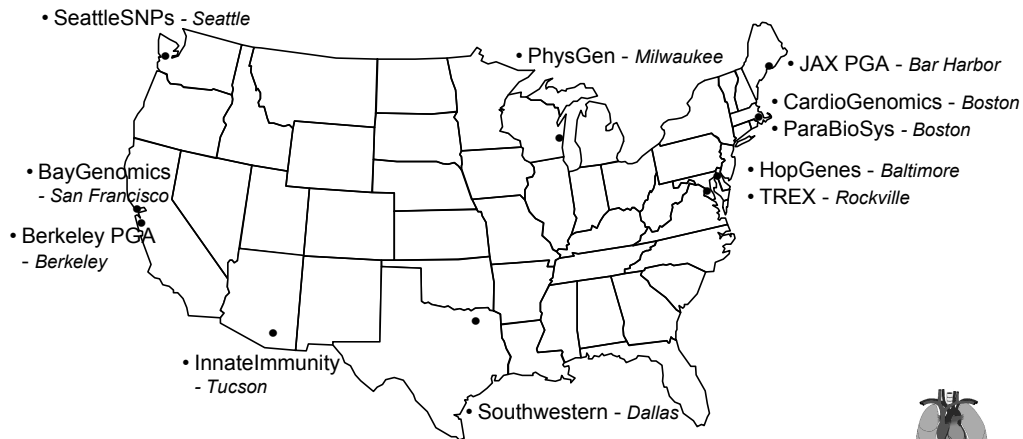 • SeattleSNPs - Seattle
PhysGen - Milwaukee
• JAX PGA - Bar Harbor
• CardioGenomics - Boston
• ParaBioSys - Boston
• BayGenomics
- San Francisco
• HopGenes - Baltimore
• TREX - Rockville
• Berkeley PGA
- Berkeley
• InnateImmunity
- Tucson
• Southwestern - Dallas